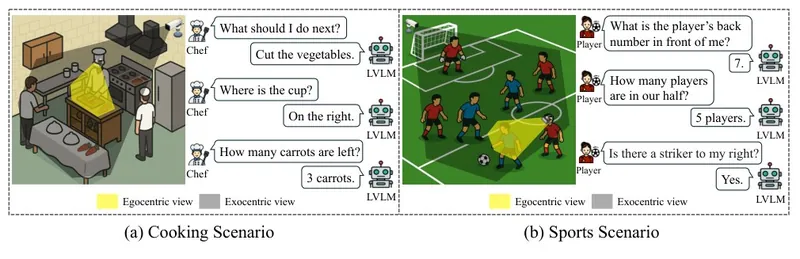 What should I do next?
Chef
Cut the vegetables.
LVLM
Where is the cup?
Chef
On the right.
LVLM
How many carrots are left?
Chef
3 carrots.
LVLM
Egocentric view
Exocentric view
(a) Cooking Scenario
What is the player’s back
number in front of me?
Player
7.
LVLM
How many players
are in our half?
Player
5 players.
LVLM
Is there a striker to my right?
Player
Yes.
LVLM
Egocentric view
Exocentric view
(b) Sports Scenario